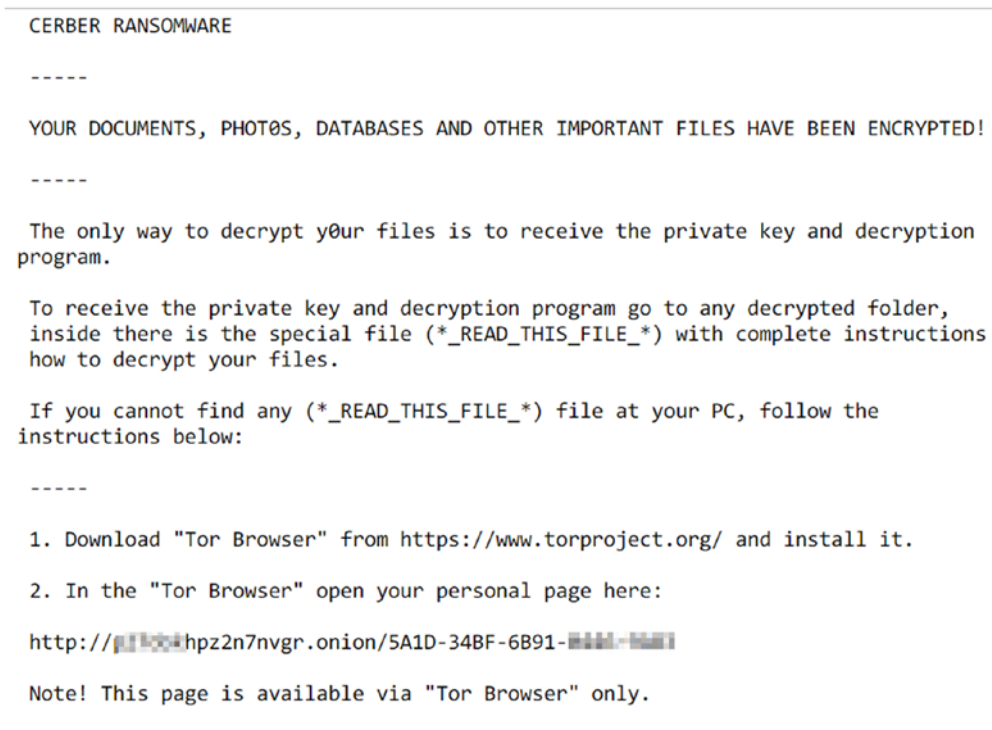 CERBER RANSOMWARE
-----
YOUR DOCUMENTS, PHOT0S, DATABASES AND OTHER IMPORTANT FILES HAVE BEEN ENCRYPTED!
-----
The only way to decrypt y0ur files is to receive the private key and decryption
program.
To receive the private key and decryption program go to any decrypted folder,
inside there is the special file (*_READ_THIS_FILE_*) with complete instructions
how to decrypt your files.
If you cannot find any (*_READ_THIS_FILE_*) file at your PC, follow the
instructions below:
-----
1. Download "Tor Browser" from https://www.torproject.org/ and install it.
2. In the "Tor Browser" open your personal page here:
http:// hpz2n7nvgr.onion/5A1D-34BF-6B91-
Note! This page is available via "Tor Browser" only.